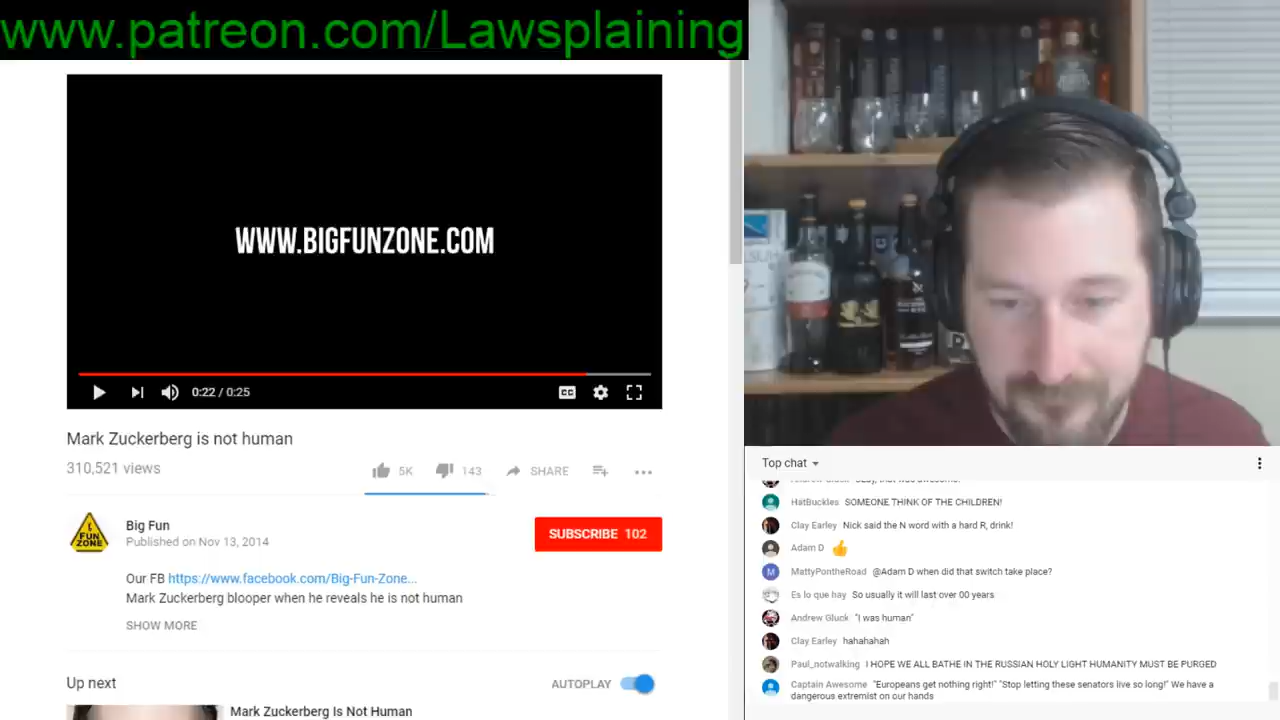 www.patreon.com/Lawsplaining
WWW.BIGFUNZONE.COM
0:22 / 0:25
CC
Mark Zuckerberg is not human
310,521 views
5K
143
SHARE
FUN
ZONE
Big Fun
Published on Nov 13, 2014
SUBSCRIBE 102
Our FB https://www.facebook.com/Big-Fun-Zone...
Mark Zuckerberg blooper when he reveals he is not human
SHOW MORE
Up next
AUTOPLAY
Mark Zuckerberg Is Not Human
Top chat
HatBuckles SOMEONE THINK OF THE CHILDREN!
Clay Earley Nick said the N word with a hard R, drink!
Adam D 👍
M MattyPontheRoad @Adam D when did that switch take place?
Es lo que hay So usually it will last over 00 years
Andrew Gluck "I was human"
Clay Earley hahahahah
Paul_notwalking I HOPE WE ALL BATHE IN THE RUSSIAN HOLY LIGHT HUMANITY MUST BE PURGED
Captain Awesome "Europeans get nothing right!" "Stop letting these senators live so long!" We have a
dangerous extremist on our hands